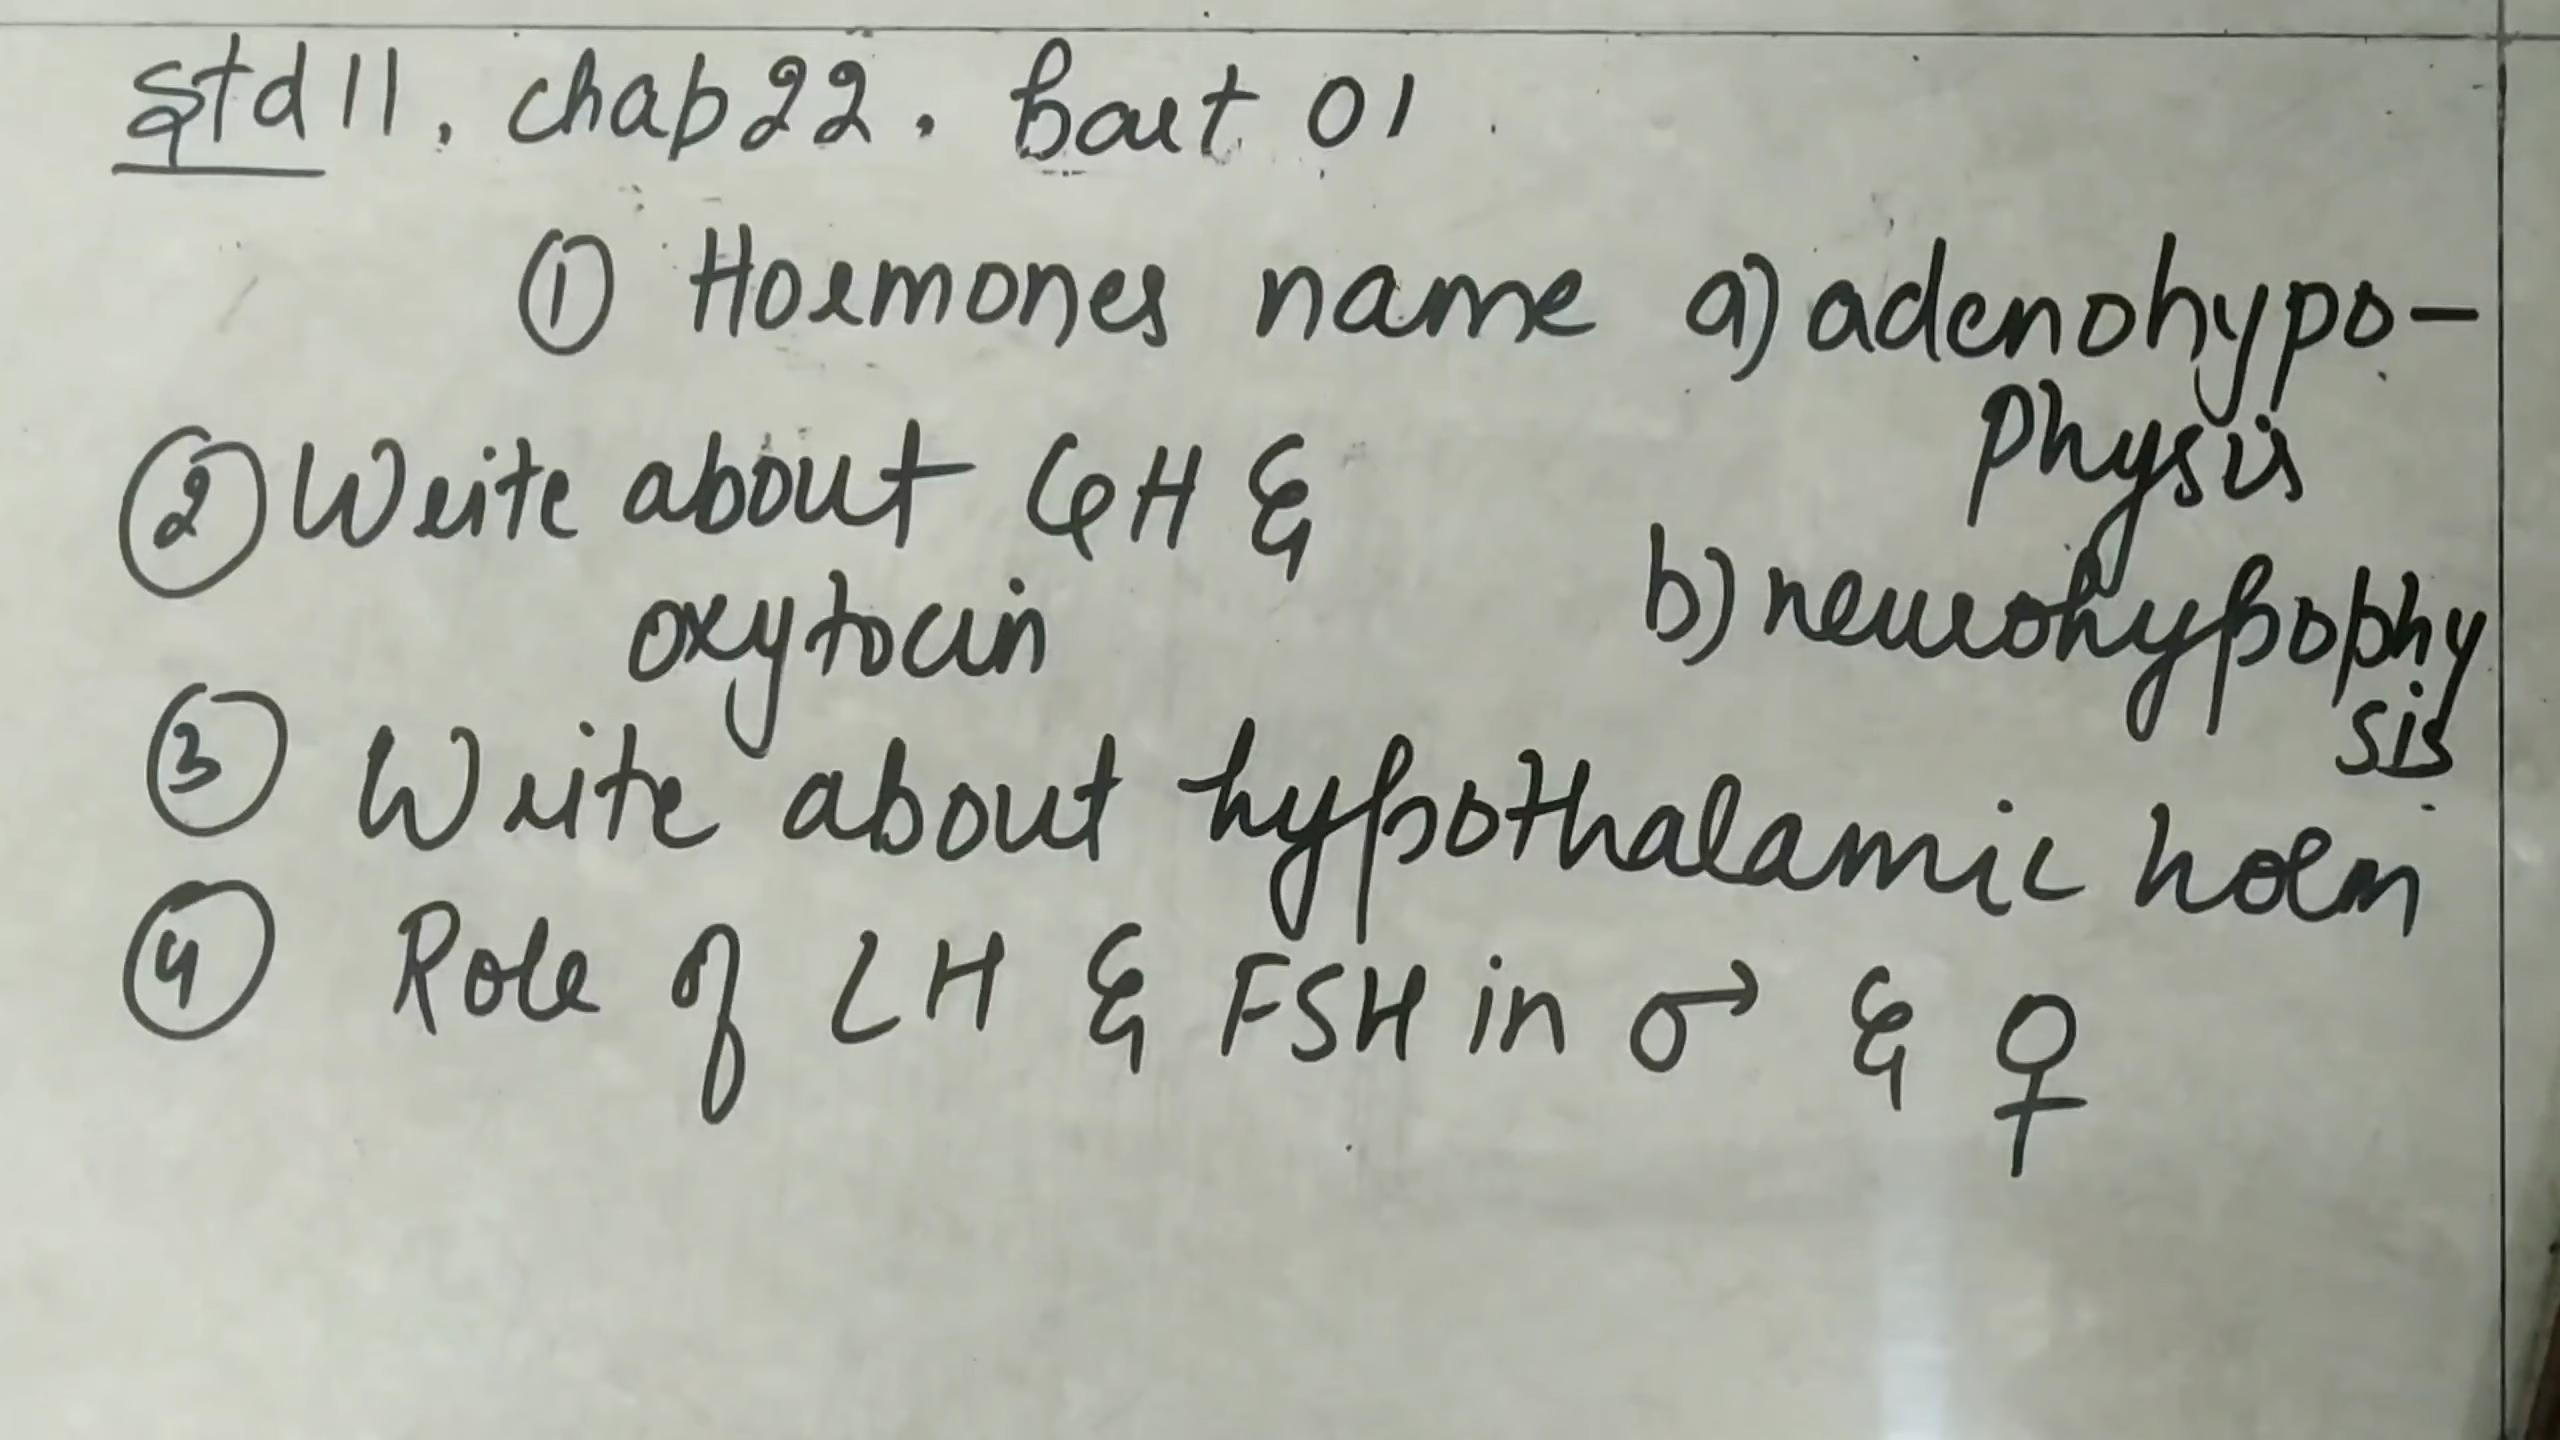 Std 11. chap 22. Part 01
① Hormones name a) adenohypo-
physis
② Write about GH &
oxytocin
b) neurohypophy
sis
③ Write about hypothalamic horm
④ Role of LH & FSH in ♂ & ♀